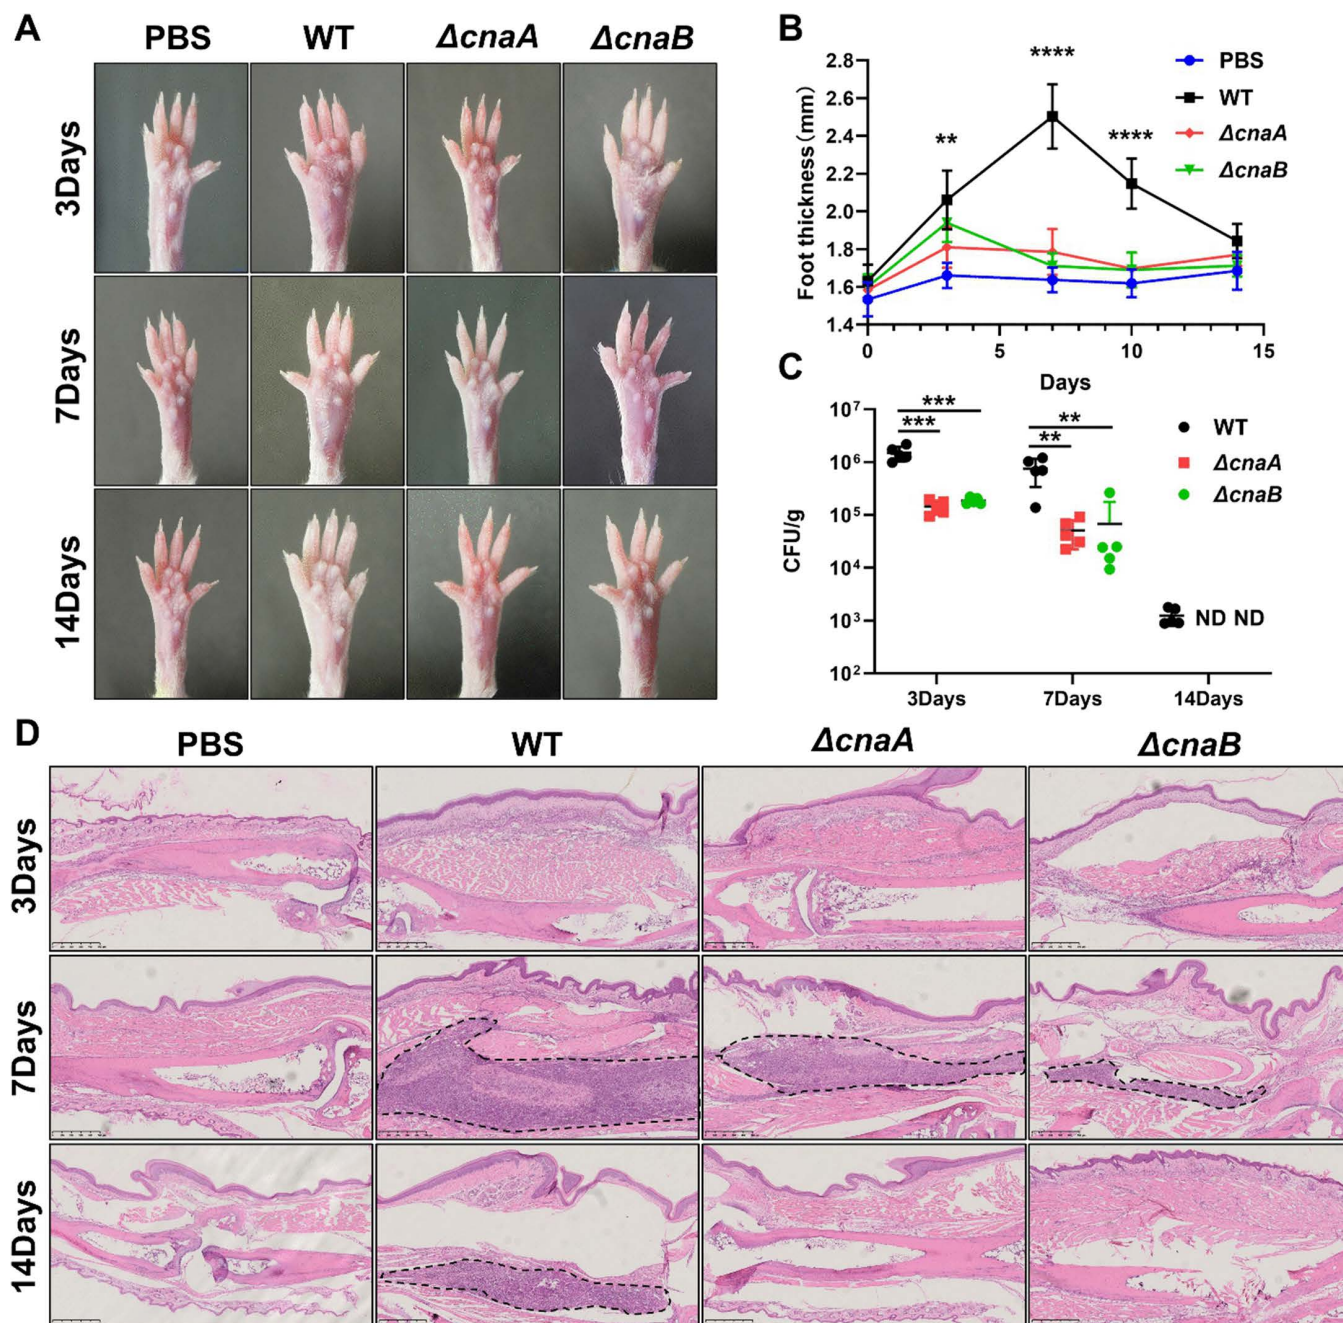 A
PBS
WT
ΔcnaA
ΔcnaB
3Days
7Days
14Days
B
Foot thickness (mm)
2.8
2.6
2.4
2.2
2.0
1.8
1.6
1.4
0
5
10
15
Days
**
****
****
PBS
WT
ΔcnaA
ΔcnaB
C
CFU/g
10⁷
10⁶
10⁵
10⁴
10³
10²
***
***
**
**
ND ND
3Days
7Days
14Days
WT
ΔcnaA
ΔcnaB
D
PBS
WT
ΔcnaA
ΔcnaB
3Days
7Days
14Days